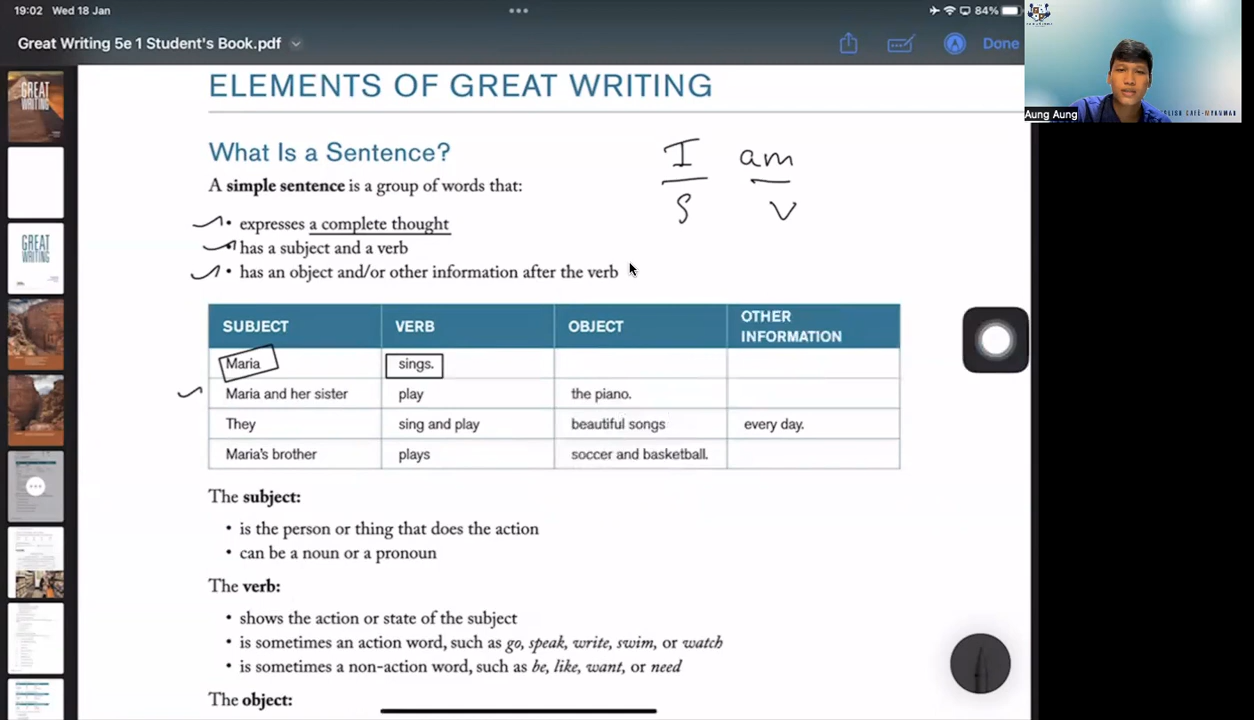 19:02 Wed 18 Jan
84%
Great Writing 5e 1 Student's Book.pdf
Done
Aung Aung
GREAT WRITING
GREAT WRITING
ELEMENTS OF GREAT WRITING
What Is a Sentence?
A simple sentence is a group of words that:
• expresses a complete thought
• has a subject and a verb
• has an object and/or other information after the verb
I am
S V
SUBJECT VERB OBJECT OTHER INFORMATION
Maria sings.
Maria and her sister play the piano.
They sing and play beautiful songs every day.
Maria's brother plays soccer and basketball.
The subject:
• is the person or thing that does the action
• can be a noun or a pronoun
The verb:
• shows the action or state of the subject
• is sometimes an action word, such as go, speak, write, swim, or watch
• is sometimes a non-action word, such as be, like, want, or need
The object: